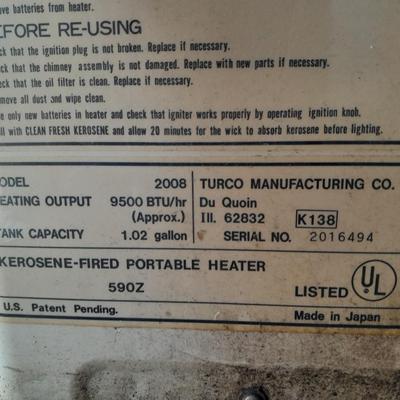 ve batteries from heater.
EFORE RE-USING
ck that the ignition plug is not broken. Replace if necessary.
ck that the chimney assembly is not damaged. Replace with new parts if necessary.
ck that the oil filter is clean. Replace if necessary.
move all dust and wipe clean.
e only new batteries in heater and check that igniter works properly by operating ignition knob.
ll with CLEAN FRESH KEROSENE and allow 20 minutes for the wick to absorb kerosene before lighting.
ODEL 2008
EATING OUTPUT 9500 BTU/hr
(Approx.)
TANK CAPACITY 1.02 gallon
TURCO MANUFACTURING CO.
Du Quoin
Ill. 62832 K138
SERIAL NO. 2016494
KEROSENE-FIRED PORTABLE HEATER
590Z
LISTED UL
U.S. Patent Pending.
Made in Japan